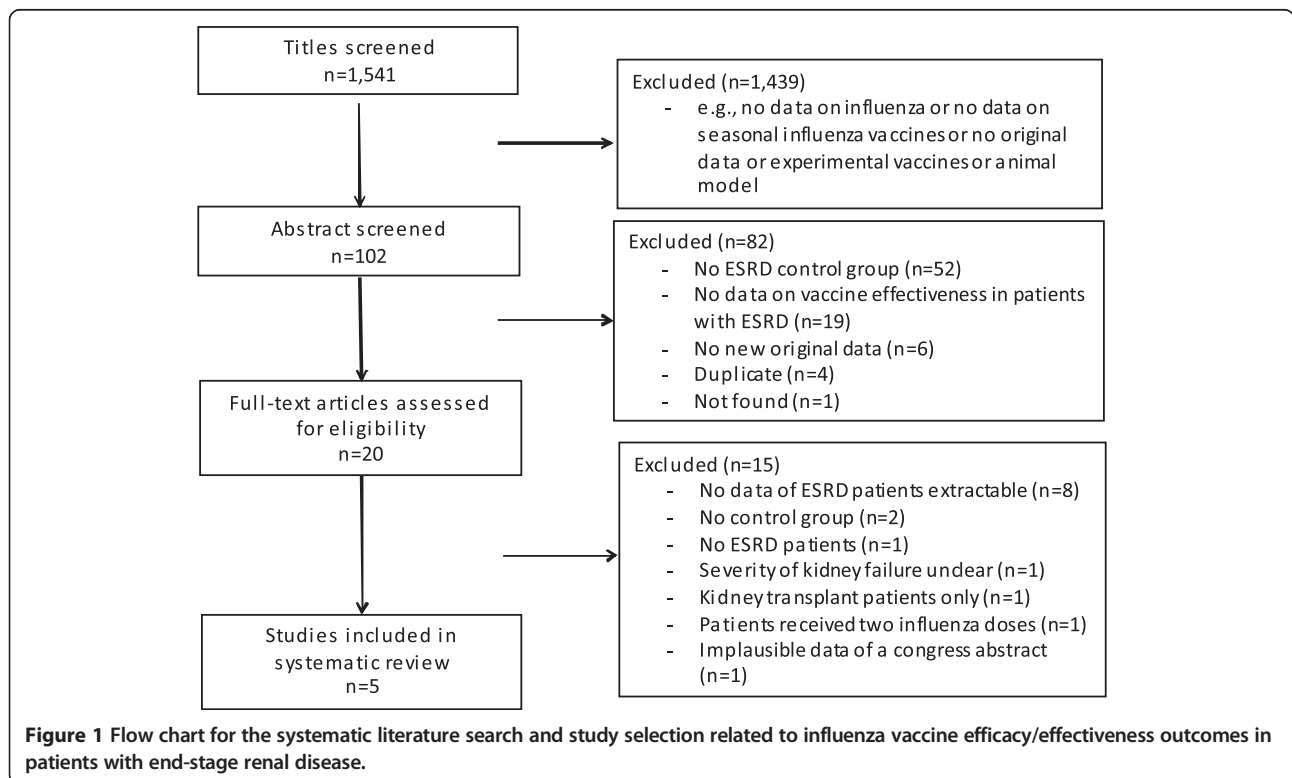 Titles screened
n=1,541
Excluded (n=1,439)
- e.g., no data on influenza or no data on
seasonal influenza vaccines or no original
data or experimental vaccines or animal
model
Abstract screened
n=102
Excluded (n=82)
- No ESRD control group (n=52)
- No data on vaccine effectiveness in patients
with ESRD (n=19)
- No new original data (n=6)
- Duplicate (n=4)
- Not found (n=1)
Full-text articles assessed
for eligibility
n=20
Excluded (n=15)
- No data of ESRD patients extractable (n=8)
- No control group (n=2)
- No ESRD patients (n=1)
- Severity of kidney failure unclear (n=1)
- Kidney transplant patients only (n=1)
- Patients received two influenza doses (n=1)
- Implausible data of a congress abstract
(n=1)
Studies included in
systematic review
n=5
Figure 1 Flow chart for the systematic literature search and study selection related to influenza vaccine efficacy/effectiveness outcomes in
patients with end-stage renal disease.